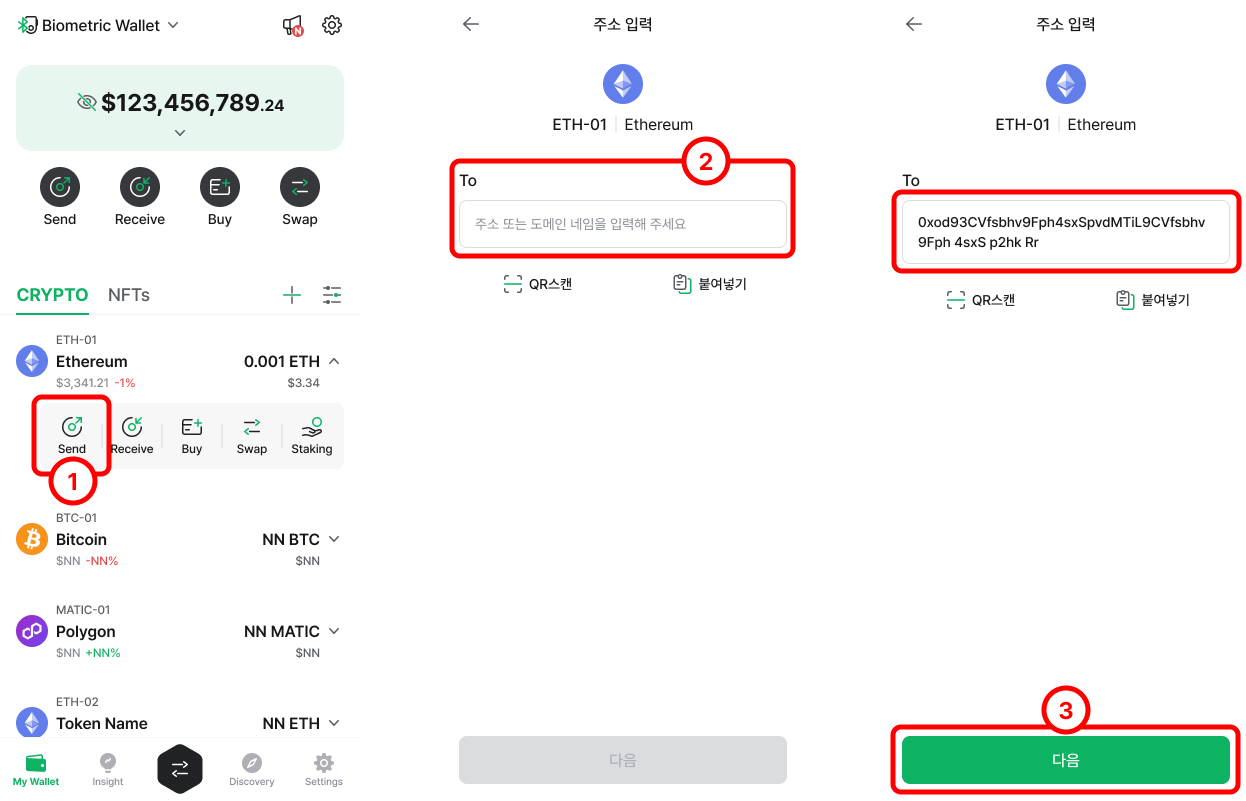 Biometric Wallet
N
$123,456,789.24
Send
Receive
Buy
Swap
CRYPTO
NFTs
ETH-01
Ethereum
0.001 ETH
$3,341.21 -1%
$3.34
Send
Receive
Buy
Swap
Staking
1
BTC-01
Bitcoin
NN BTC
$NN -NN%
$NN
MATIC-01
Polygon
NN MATIC
$NN +NN%
$NN
ETH-02
Token Name
NN ETH
My Wallet
Insight
Discovery
Settings
주소 입력
ETH-01 Ethereum
2
To
주소 또는 도메인 네임을 입력해 주세요
QR스캔
붙여넣기
다음
주소 입력
ETH-01 Ethereum
To
0xod93CVfsbhv9Fph4sxSpvdMTiL9CVfsbhv
9Fph 4sxS p2hk Rr
QR스캔
붙여넣기
3
다음